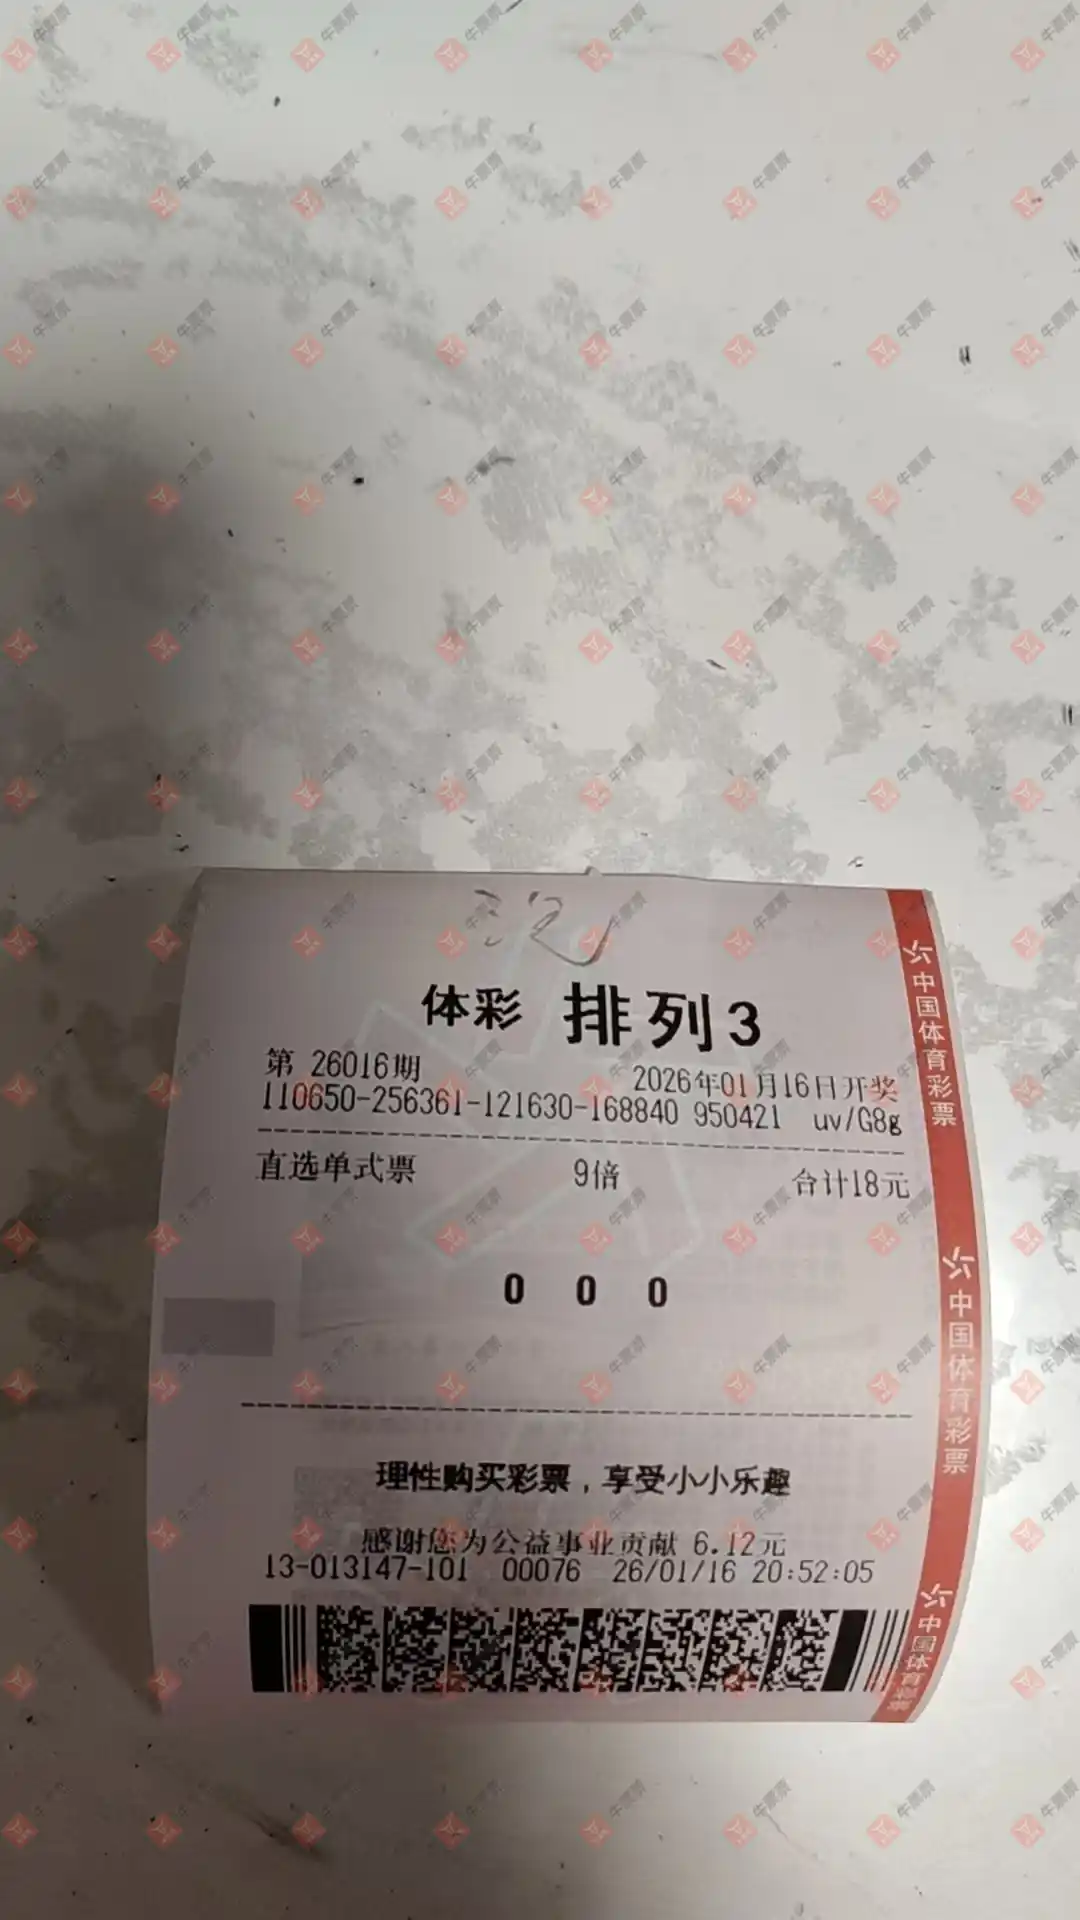 体彩 排列3
第 26016期 2026年01月16日开奖
110650-256361-121630-168840 950421 uv/G8g
直选单式票 9倍 合计18元
0 0 0
理性购买彩票，享受小小乐趣
感谢您为公益事业贡献 6.12元
13-013147-101 00076 26/01/16 20:52:05
中国体育彩票
中国体育彩票
中国体育彩票
牛票票